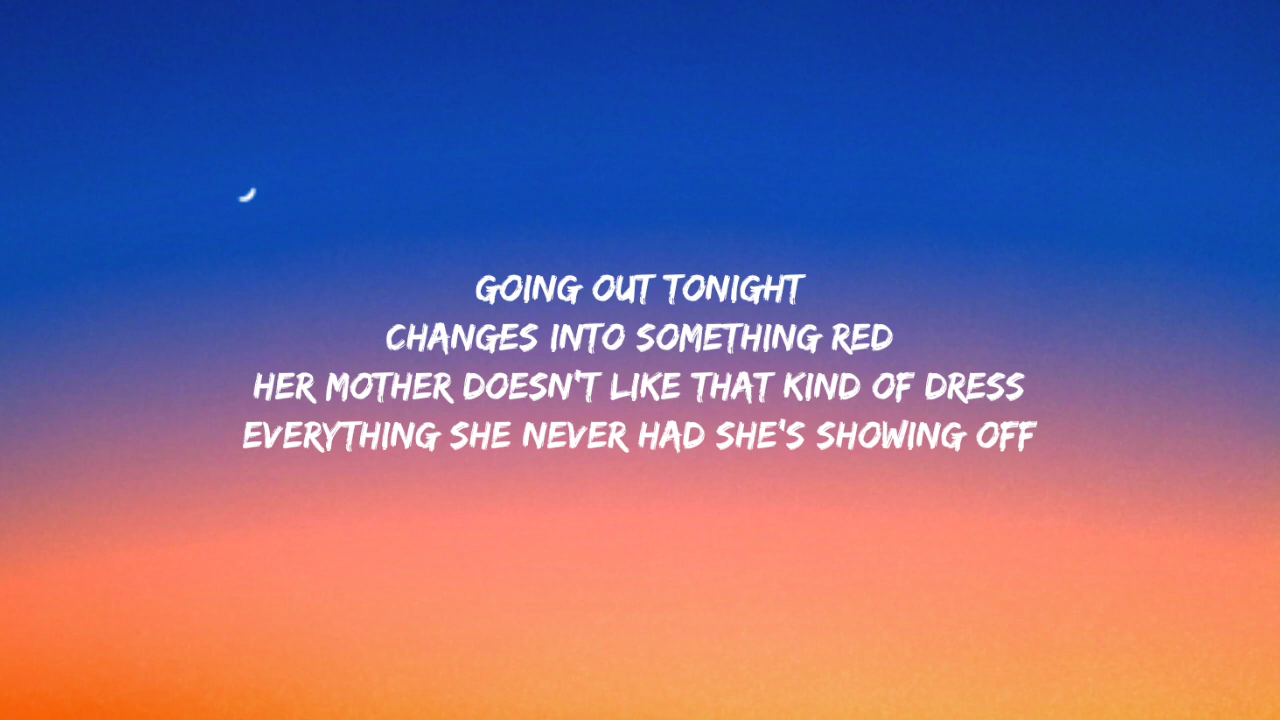 GOING OUT TONIGHT
CHANGES INTO SOMETHING RED
HER MOTHER DOESN'T LIKE THAT KIND OF DRESS
EVERYTHING SHE NEVER HAD SHE'S SHOWING OFF